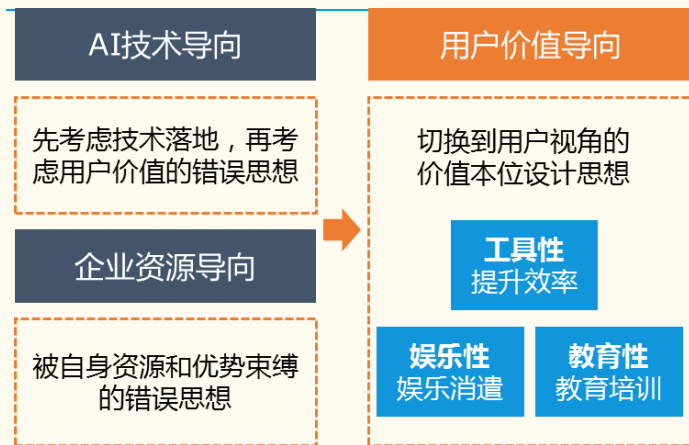 AI技术导向
先考虑技术落地，再考
虑用户价值的错误思想
企业资源导向
被自身资源和优势束缚
的错误思想
用户价值导向
切换到用户视角的
价值本位设计思想
工具性
提升效率
娱乐性
娱乐消遣
教育性
教育培训